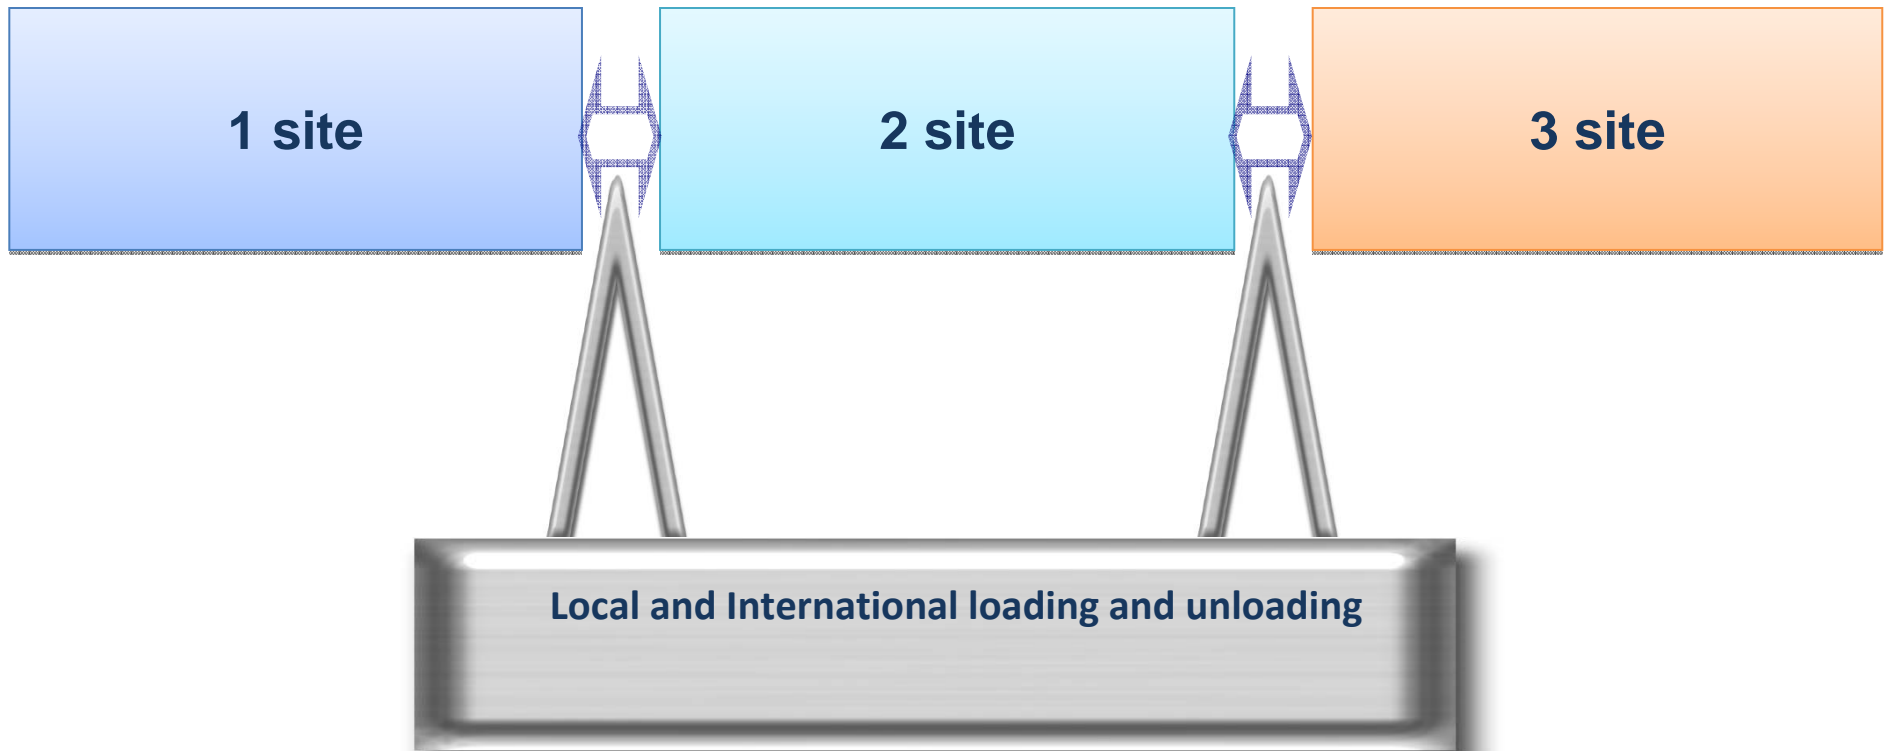 1 site
2 site
3 site
Local and International loading and unloading